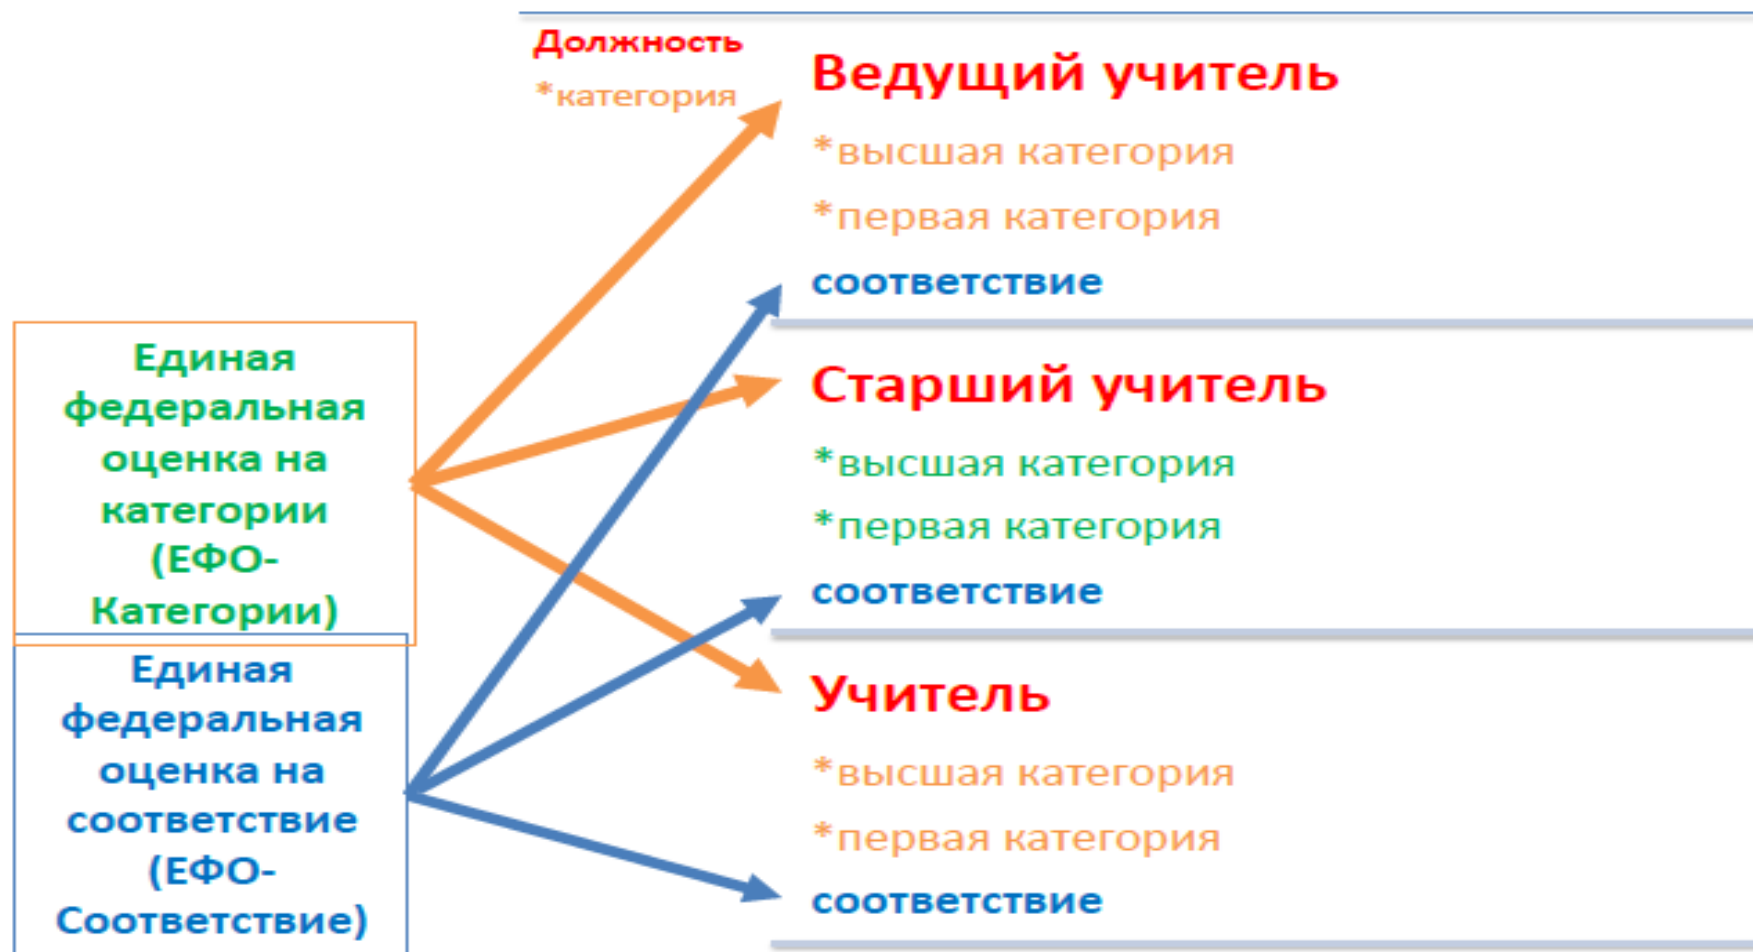 Должность
*категория
Ведущий учитель
*высшая категория
*первая категория
соответствие
Единая
федеральная
оценка на
категории
(ЕФО-
Категории)
Старший учитель
*высшая категория
*первая категория
соответствие
Единая
федеральная
оценка на
соответствие
(ЕФО-
Соответствие)
Учитель
*высшая категория
*первая категория
соответствие